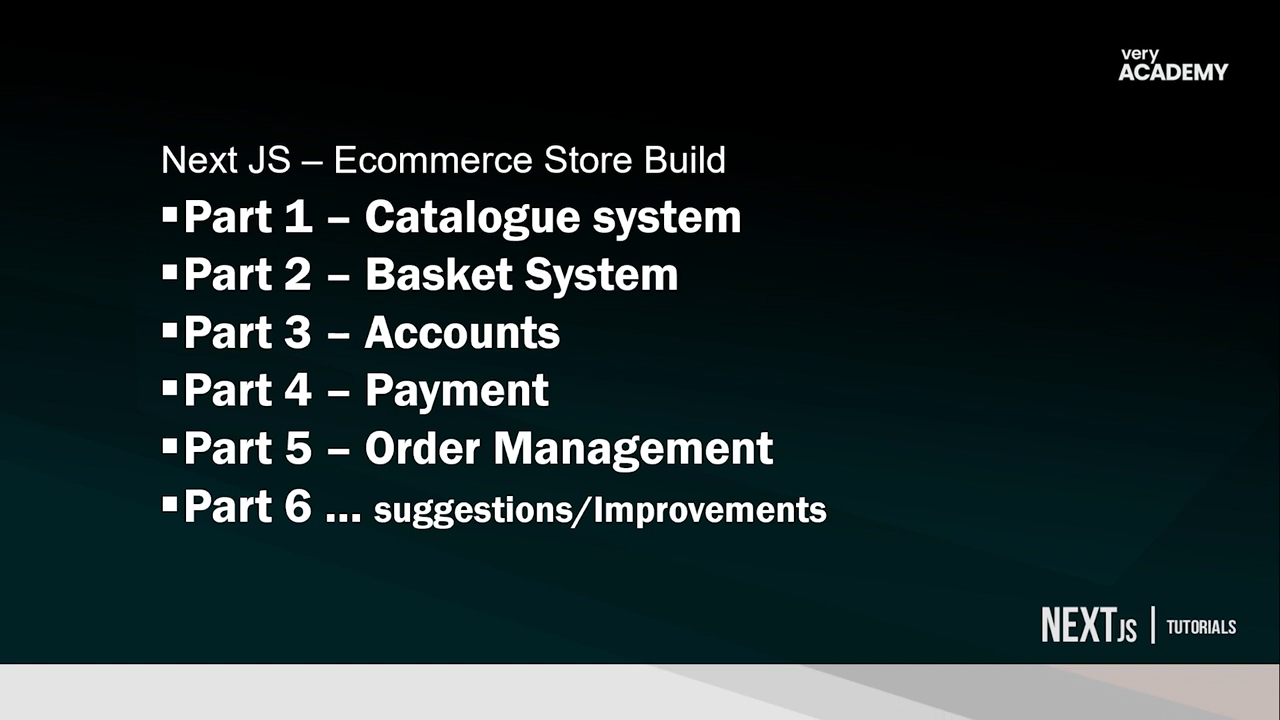 very
ACADEMY
Next JS – Ecommerce Store Build
▪Part 1 – Catalogue system
▪Part 2 – Basket System
▪Part 3 – Accounts
▪Part 4 – Payment
▪Part 5 – Order Management
▪Part 6 ... suggestions/Improvements
NEXTJS | TUTORIALS